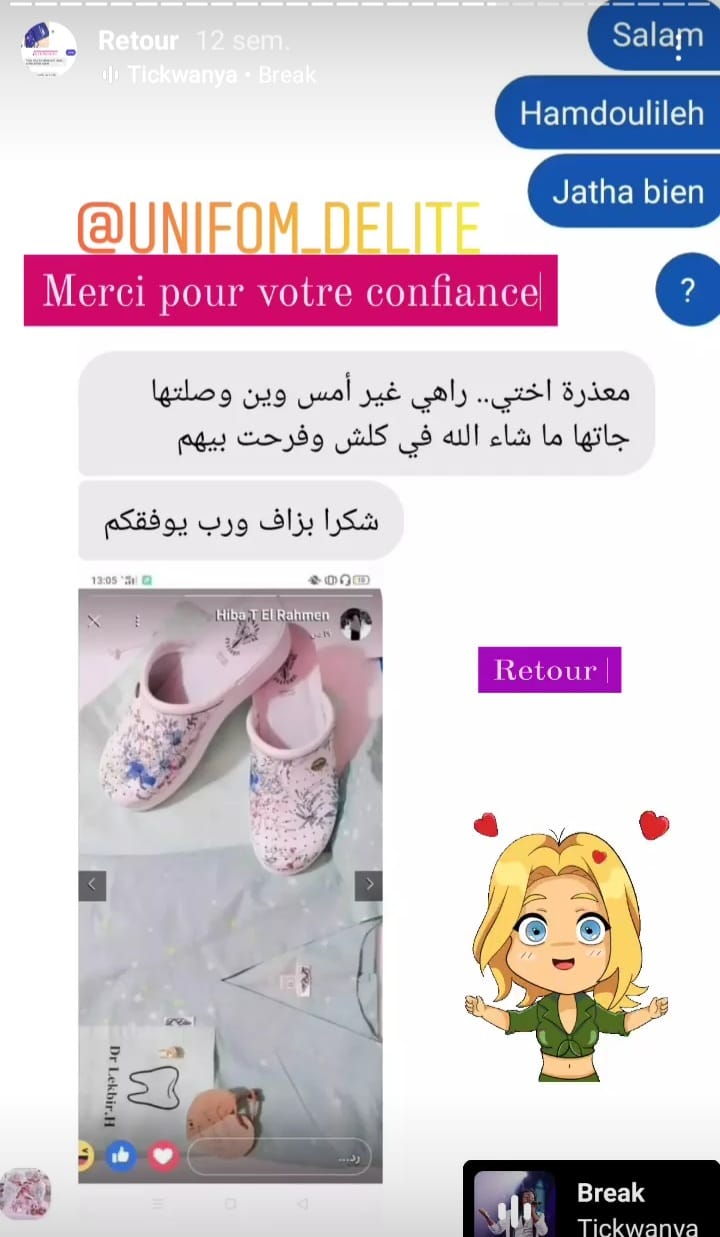 Retour 12 sem.
Tickwanya • Break
Salam
Hamdoulileh
Jatha bien
?
@UNIFOM_DELITE
Merci pour votre confiance
معذرة اختي.. راهي غير أمس وين وصلتها
جاتها ما شاء الله في كلش وفرحت بيهم
شكرا بزاف ورب يوفقكم
13:05
Hiba T El Rahmen
Retour
Dr Lekbir.H
رد...
Break
Tickwanya